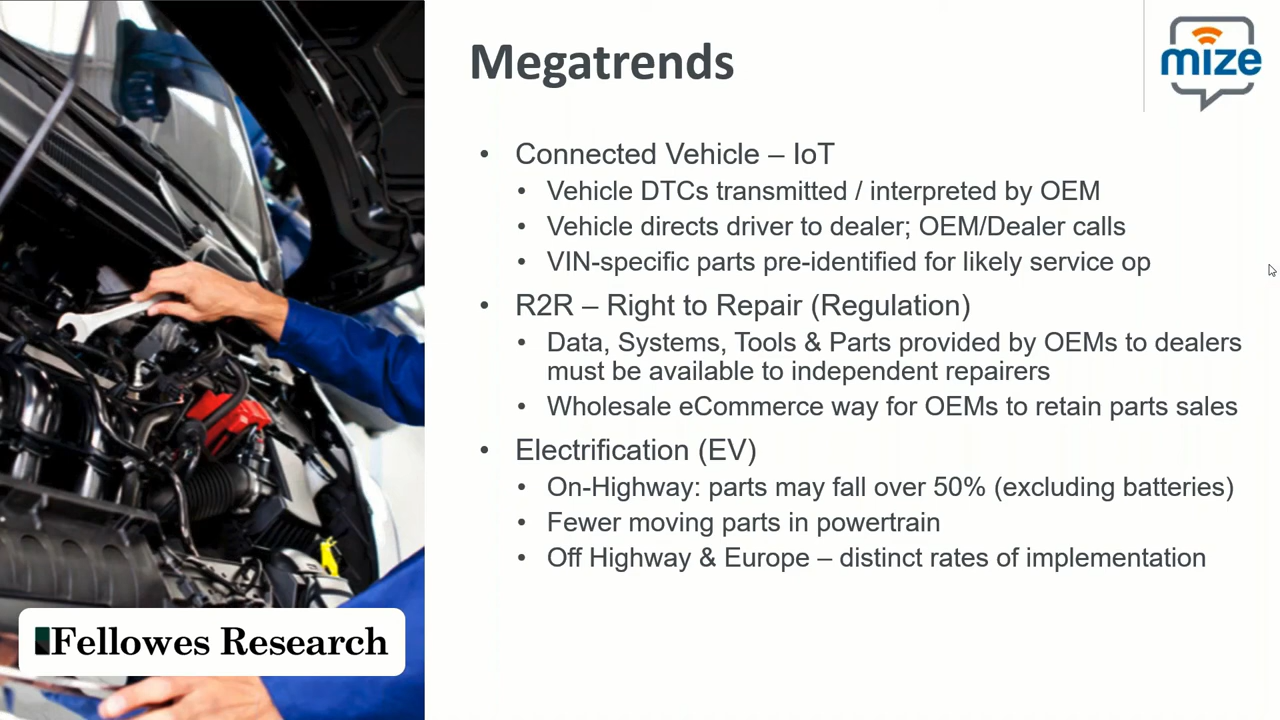 Megatrends
mize
• Connected Vehicle – IoT
• Vehicle DTCs transmitted / interpreted by OEM
• Vehicle directs driver to dealer; OEM/Dealer calls
• VIN-specific parts pre-identified for likely service op
• R2R – Right to Repair (Regulation)
• Data, Systems, Tools & Parts provided by OEMs to dealers
must be available to independent repairers
• Wholesale eCommerce way for OEMs to retain parts sales
• Electrification (EV)
• On-Highway: parts may fall over 50% (excluding batteries)
• Fewer moving parts in powertrain
• Off Highway & Europe – distinct rates of implementation
Fellowes Research